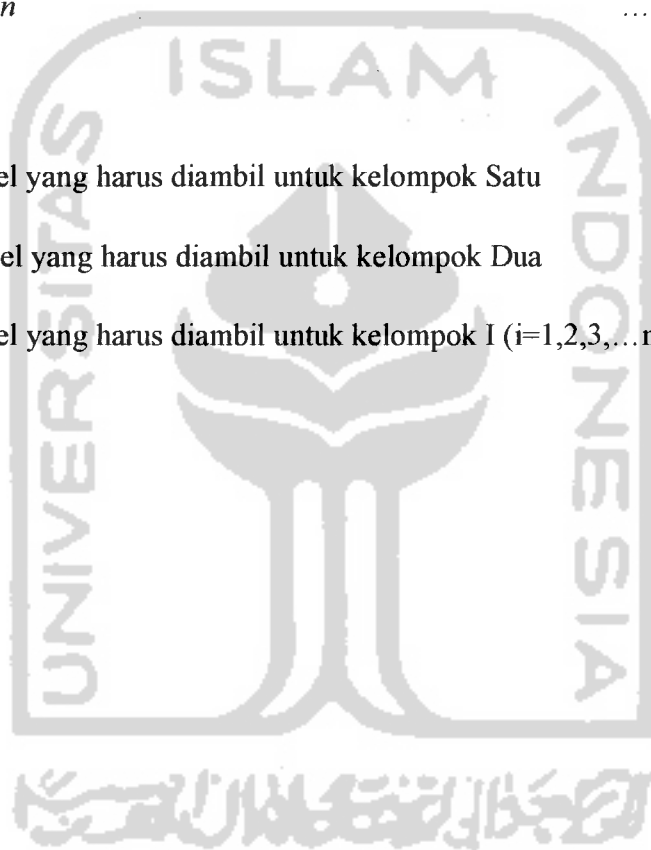 n ...
ISLAM
UNIVERSITAS
INDONESIA
el yang harus diambil untuk kelompok Satu
el yang harus diambil untuk kelompok Dua
el yang harus diambil untuk kelompok I (i=1,2,3,...